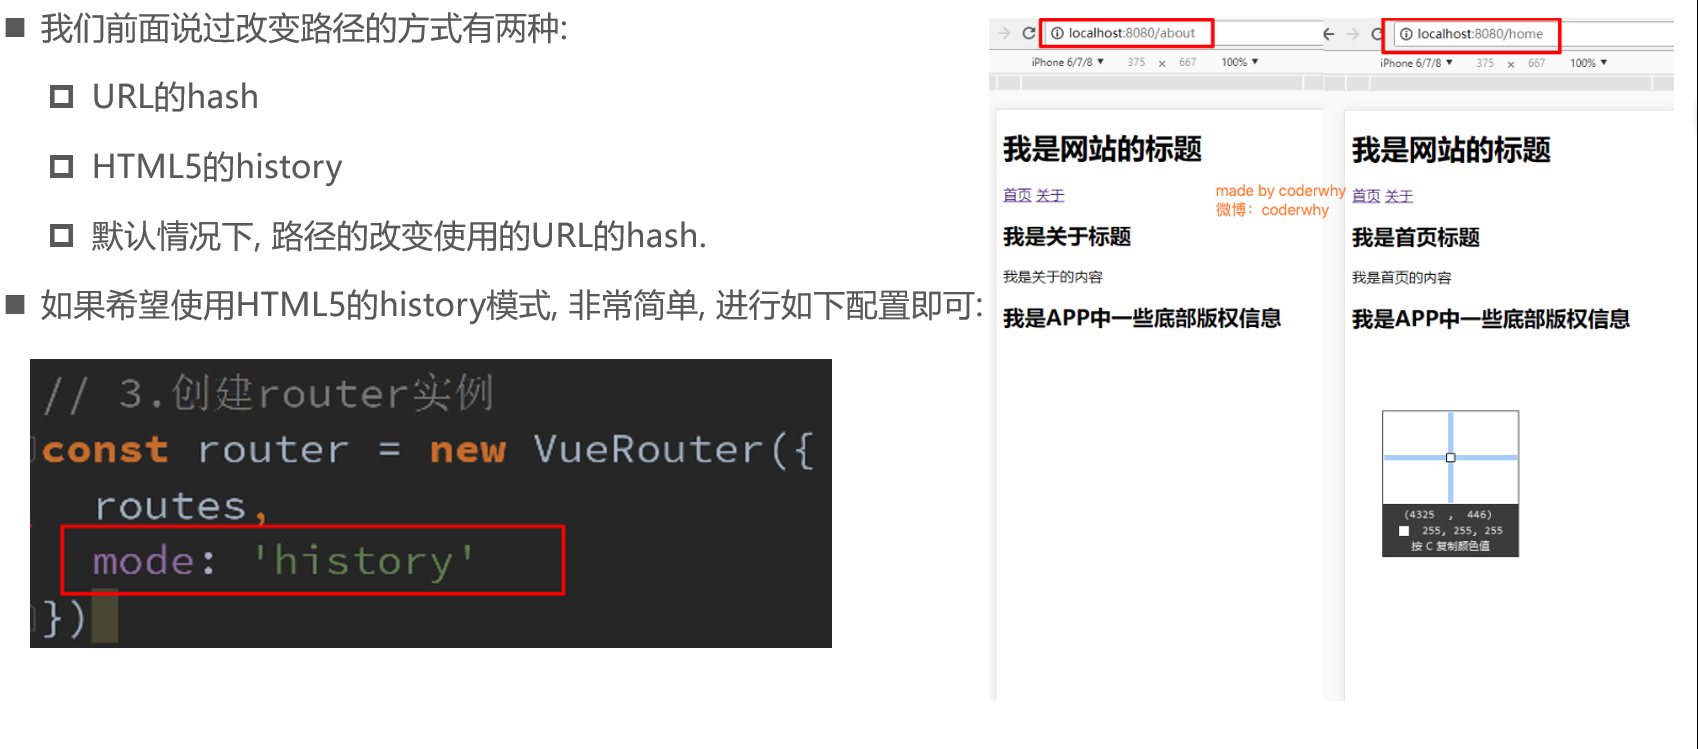 我们前面说过改变路径的方式有两种:
URL的hash
HTML5的history
默认情况下, 路径的改变使用的URL的hash.
如果希望使用HTML5的history模式, 非常简单, 进行如下配置即可:
// 3.创建router实例
const router = new VueRouter({
routes,
mode: 'history'
})
localhost:8080/about
iPhone 6/7/8 ▼ 375 × 667 100% ▼
我是网站的标题
首页 关于
made by coderwhy
微博：coderwhy
我是关于标题
我是关于的内容
我是APP中一些底部版权信息
localhost:8080/home
iPhone 6/7/8 ▼ 375 × 667 100% ▼
我是网站的标题
首页 关于
我是首页标题
我是首页的内容
我是APP中一些底部版权信息
(4325 , 446)
255, 255, 255
按 C 复制颜色值